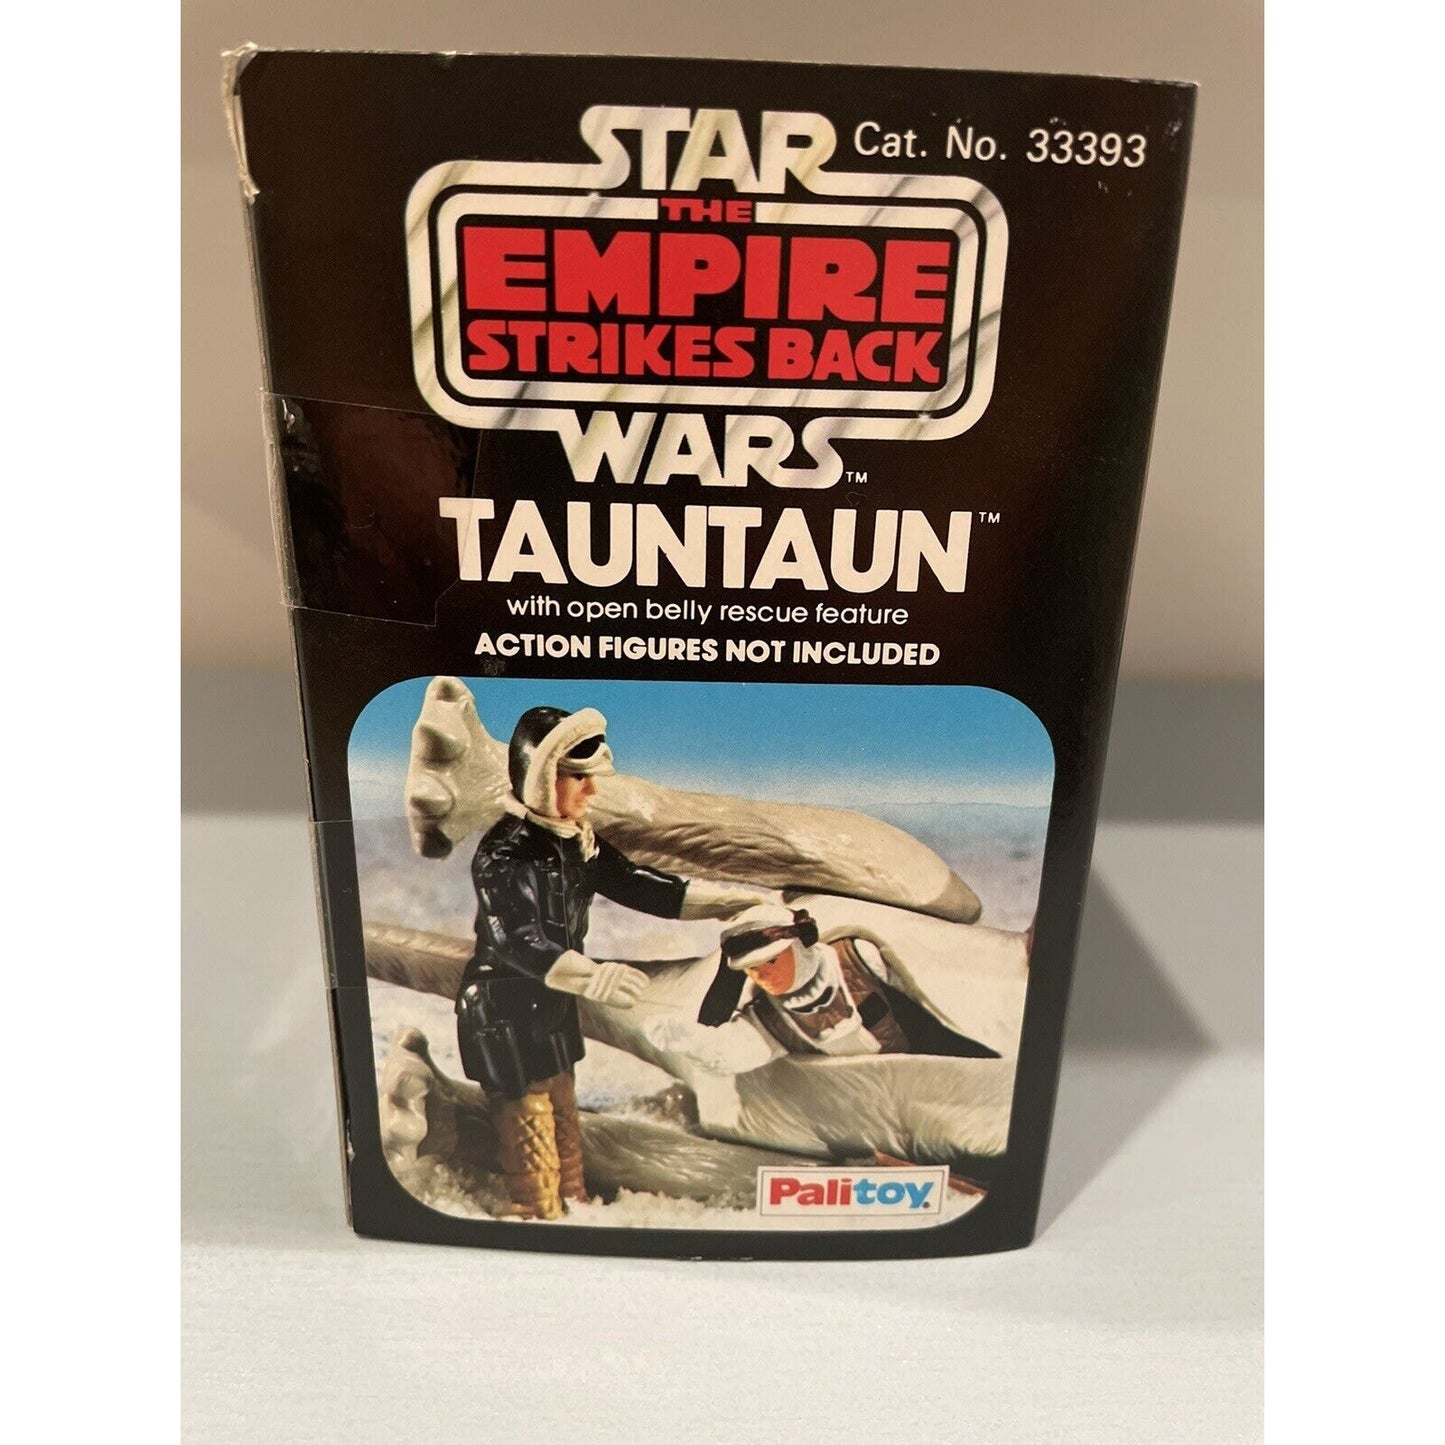 STAR
Cat. No. 33393
THE
EMPIRE
STRIKES BACK
WARS™
TAUNTAUN™
with open belly rescue feature
ACTION FIGURES NOT INCLUDED
Palitoy®